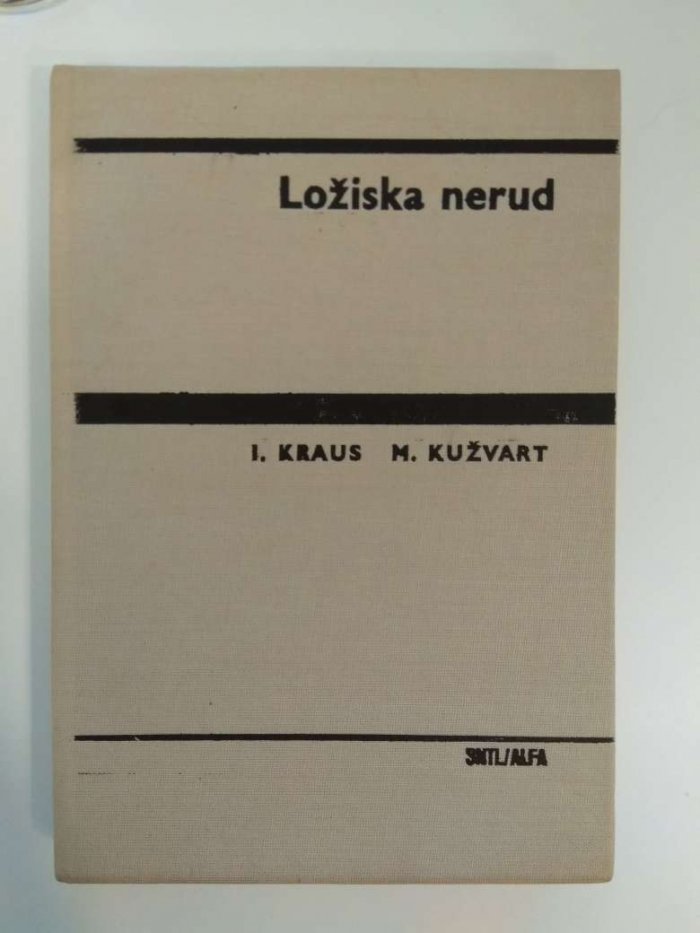 Ložiska nerud
I. KRAUS M. KUŽVART
SNTL/ALFA